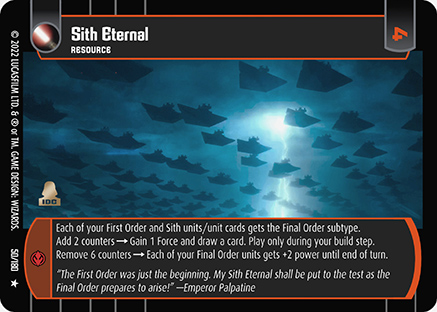 Sith Eternal
RESOURCE
4
Each of your First Order and Sith units/unit cards gets the Final Order subtype.
Add 2 counters → Gain 1 Force and draw a card. Play only during your build step.
Remove 6 counters → Each of your Final Order units gets +2 power until end of turn.
"The First Order was just the beginning. My Sith Eternal shall be put to the test as the
Final Order prepares to arise!" —Emperor Palpatine
50/180
©2022 LUCASFILM LTD. & ® or TM. GAME DESIGN: WIZARDS.